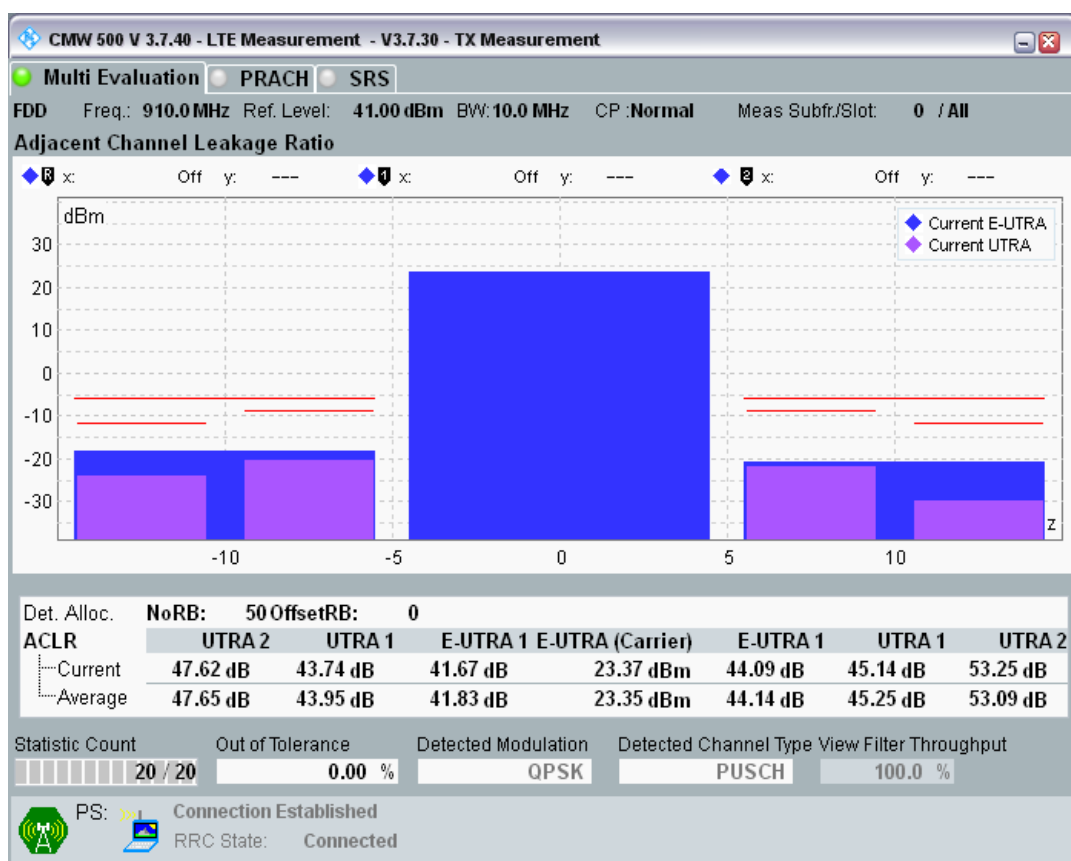 CMW 500 V 3.7.40 - LTE Measurement - V3.7.30 - TX Measurement
Multi Evaluation PRACH SRS
FDD Freq.: 910.0 MHz Ref. Level: 41.00 dBm BW: 10.0 MHz CP :Normal Meas Subfr./Slot: 0 / All
Adjacent Channel Leakage Ratio
R x: Off y: --- 1 x: Off y: --- 2 x: Off y: ---
dBm
Current E-UTRA
Current UTRA
30
20
10
0
-10
-20
-30
z
-10 -5 0 5 10
Det. Alloc. NoRB: 50 OffsetRB: 0
ACLR UTRA 2 UTRA 1 E-UTRA 1 E-UTRA (Carrier) E-UTRA 1 UTRA 1 UTRA 2
Current 47.62 dB 43.74 dB 41.67 dB 23.37 dBm 44.09 dB 45.14 dB 53.25 dB
Average 47.65 dB 43.95 dB 41.83 dB 23.35 dBm 44.14 dB 45.25 dB 53.09 dB
Statistic Count Out of Tolerance Detected Modulation Detected Channel Type View Filter Throughput
20 / 20 0.00 % QPSK PUSCH 100.0 %
PS: Connection Established
RRC State: Connected